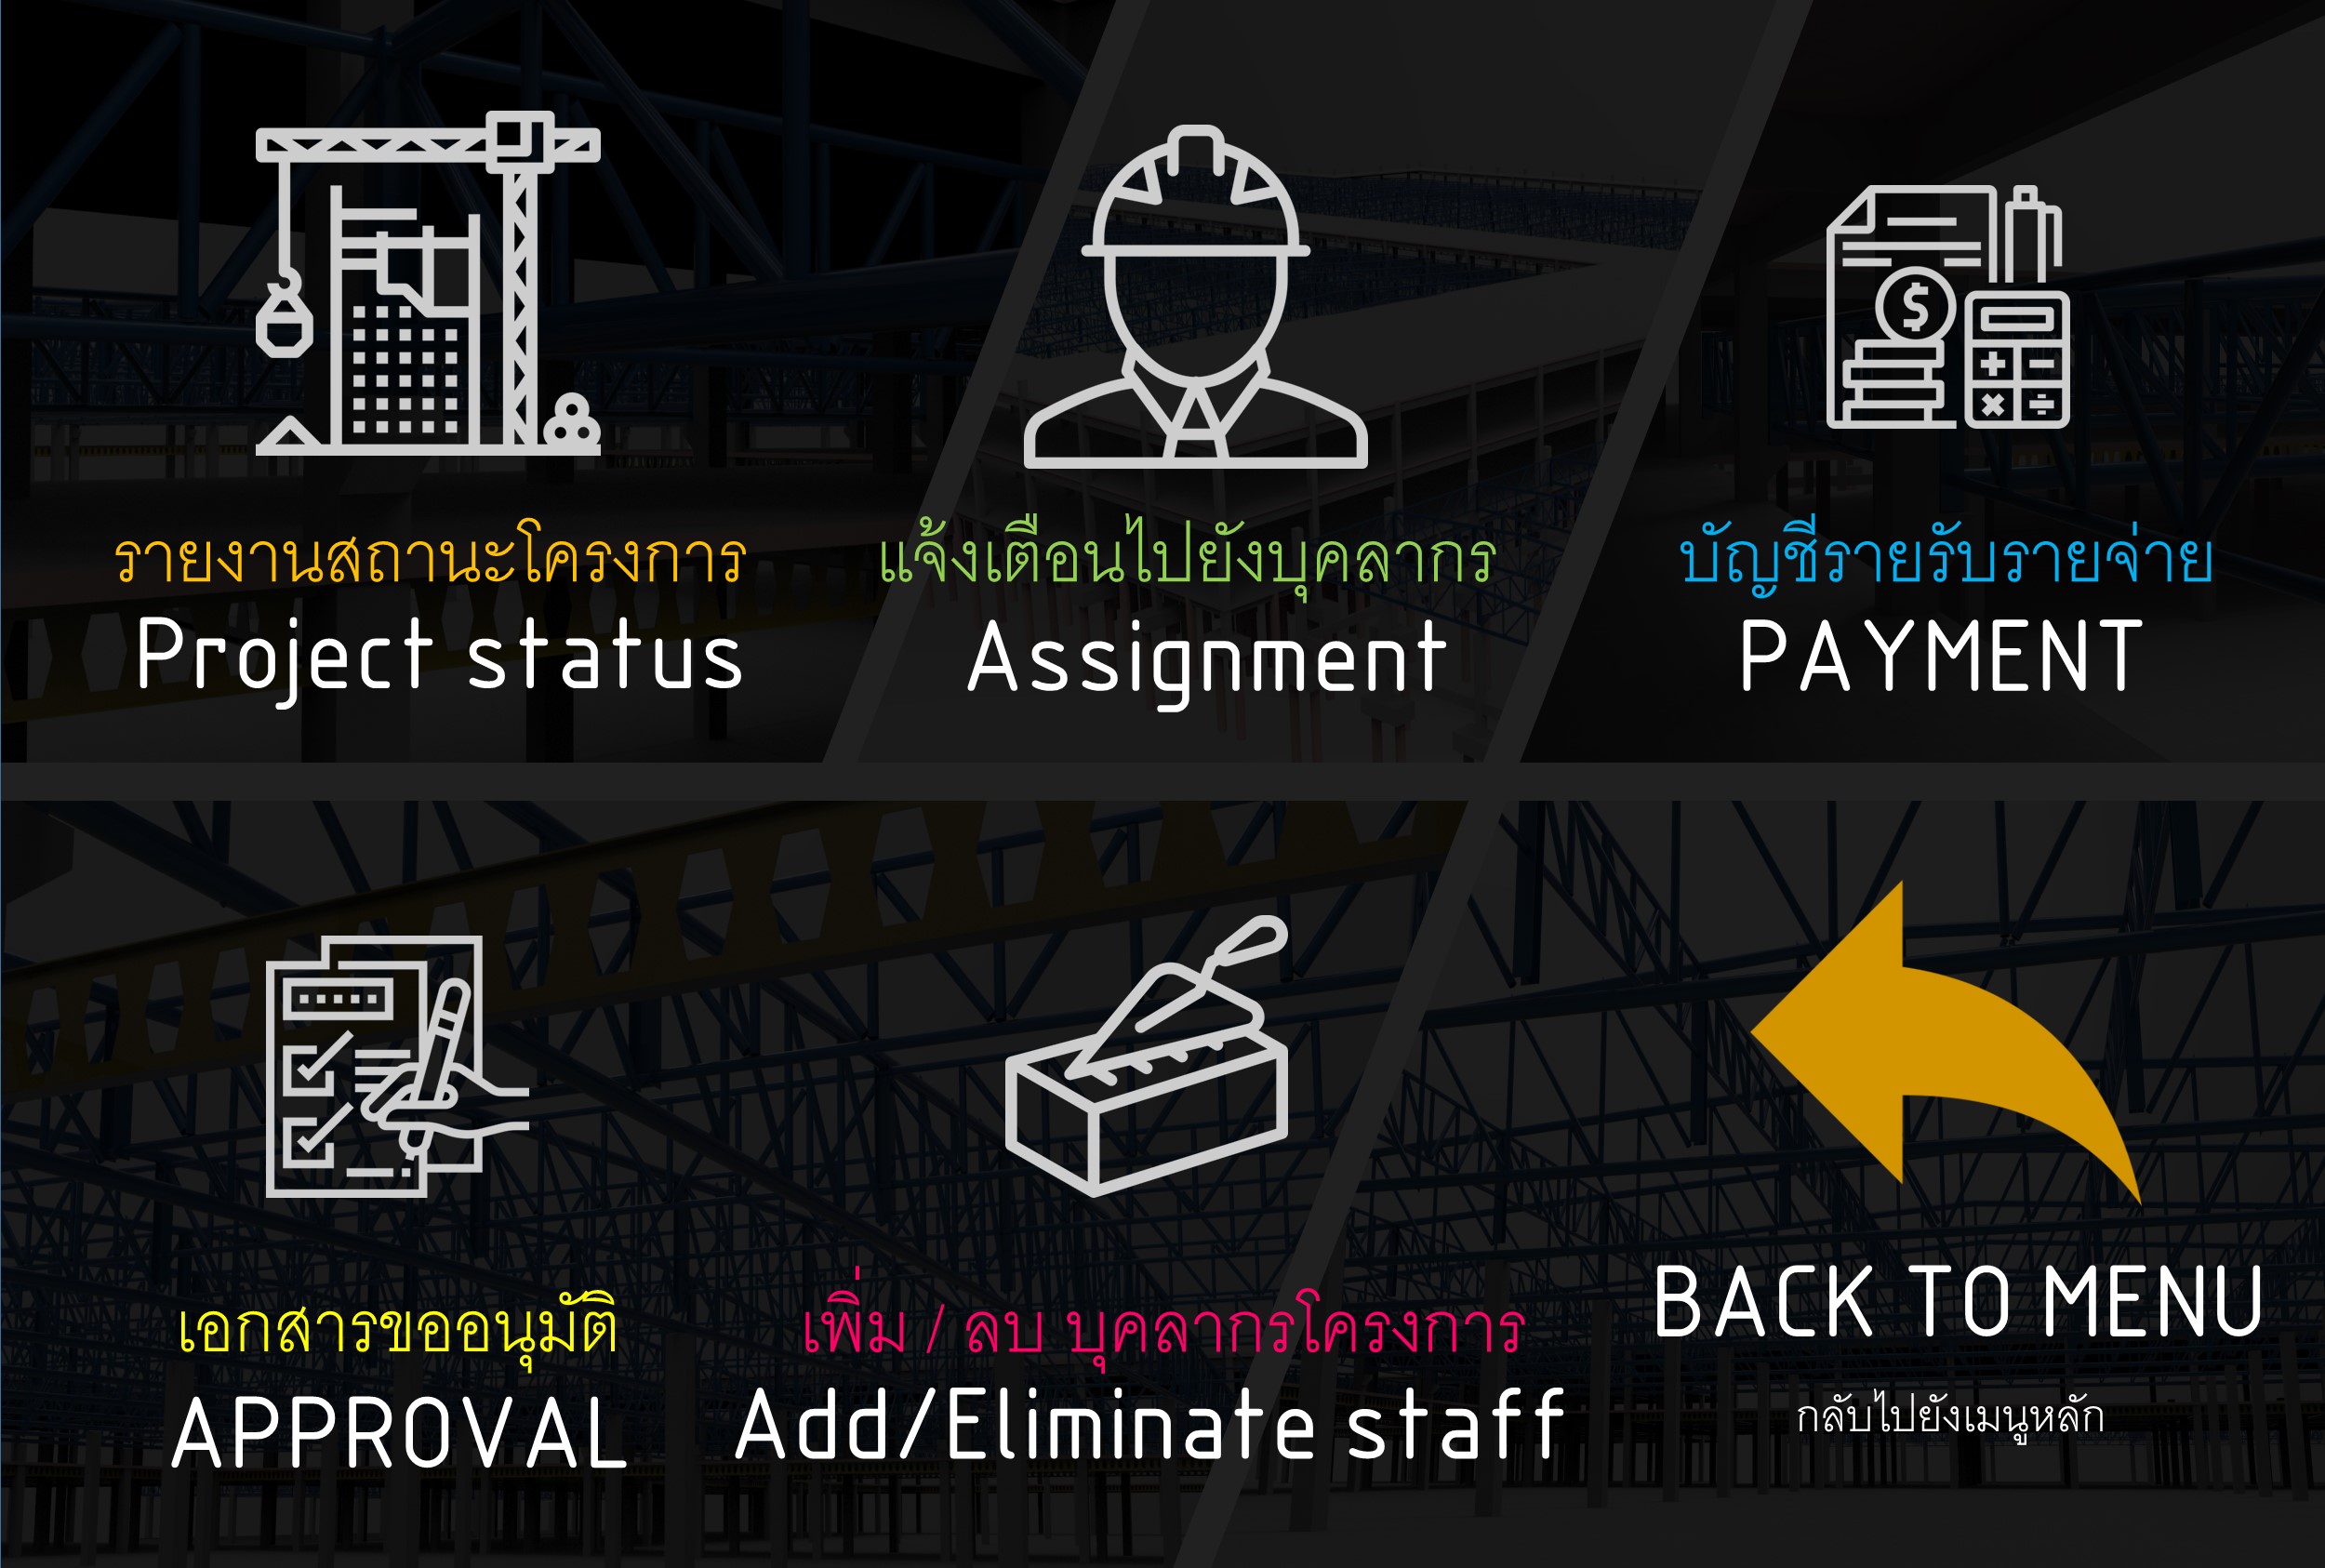 รายงานสถานะโครงการ
Project status
แจ้งเตือนไปยังบุคลากร
Assignment
บัญชีรายรับรายจ่าย
PAYMENT
เอกสารขออนุมัติ
APPROVAL
เพิ่ม / ลบ บุคลากรโครงการ
Add/Eliminate staff
BACK TO MENU
กลับไปยังเมนูหลัก